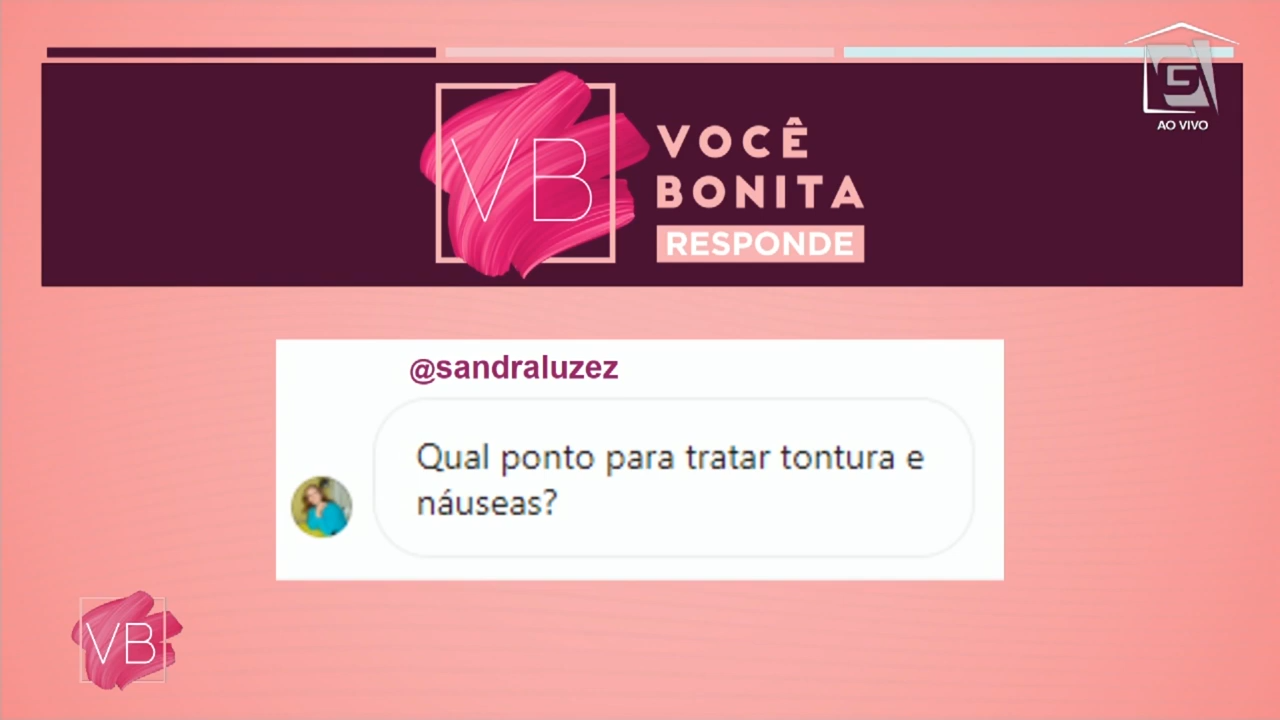 VB
VOCÊ
BONITA
RESPONDE
AO VIVO
@sandraluzez
Qual ponto para tratar tontura e
náuseas?
VB